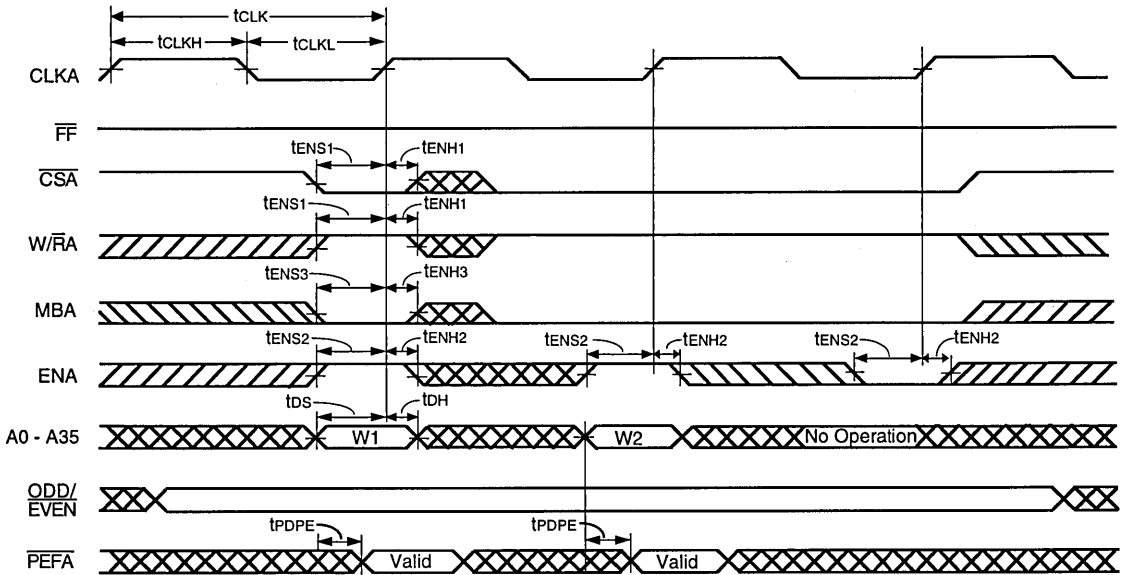 tCLK
tCLKH tCLKL
CLKA
FF
tENS1 tENH1
CSA
tENS1 tENH1
W/RA
tENS3 tENH3
MBA
tENS2 tENH2 tENS2 tENH2 tENS2 tENH2
ENA
tDS tDH
A0 - A35 W1 W2 No Operation
ODD/
EVEN
tPDPE tPDPE
PEFA Valid Valid